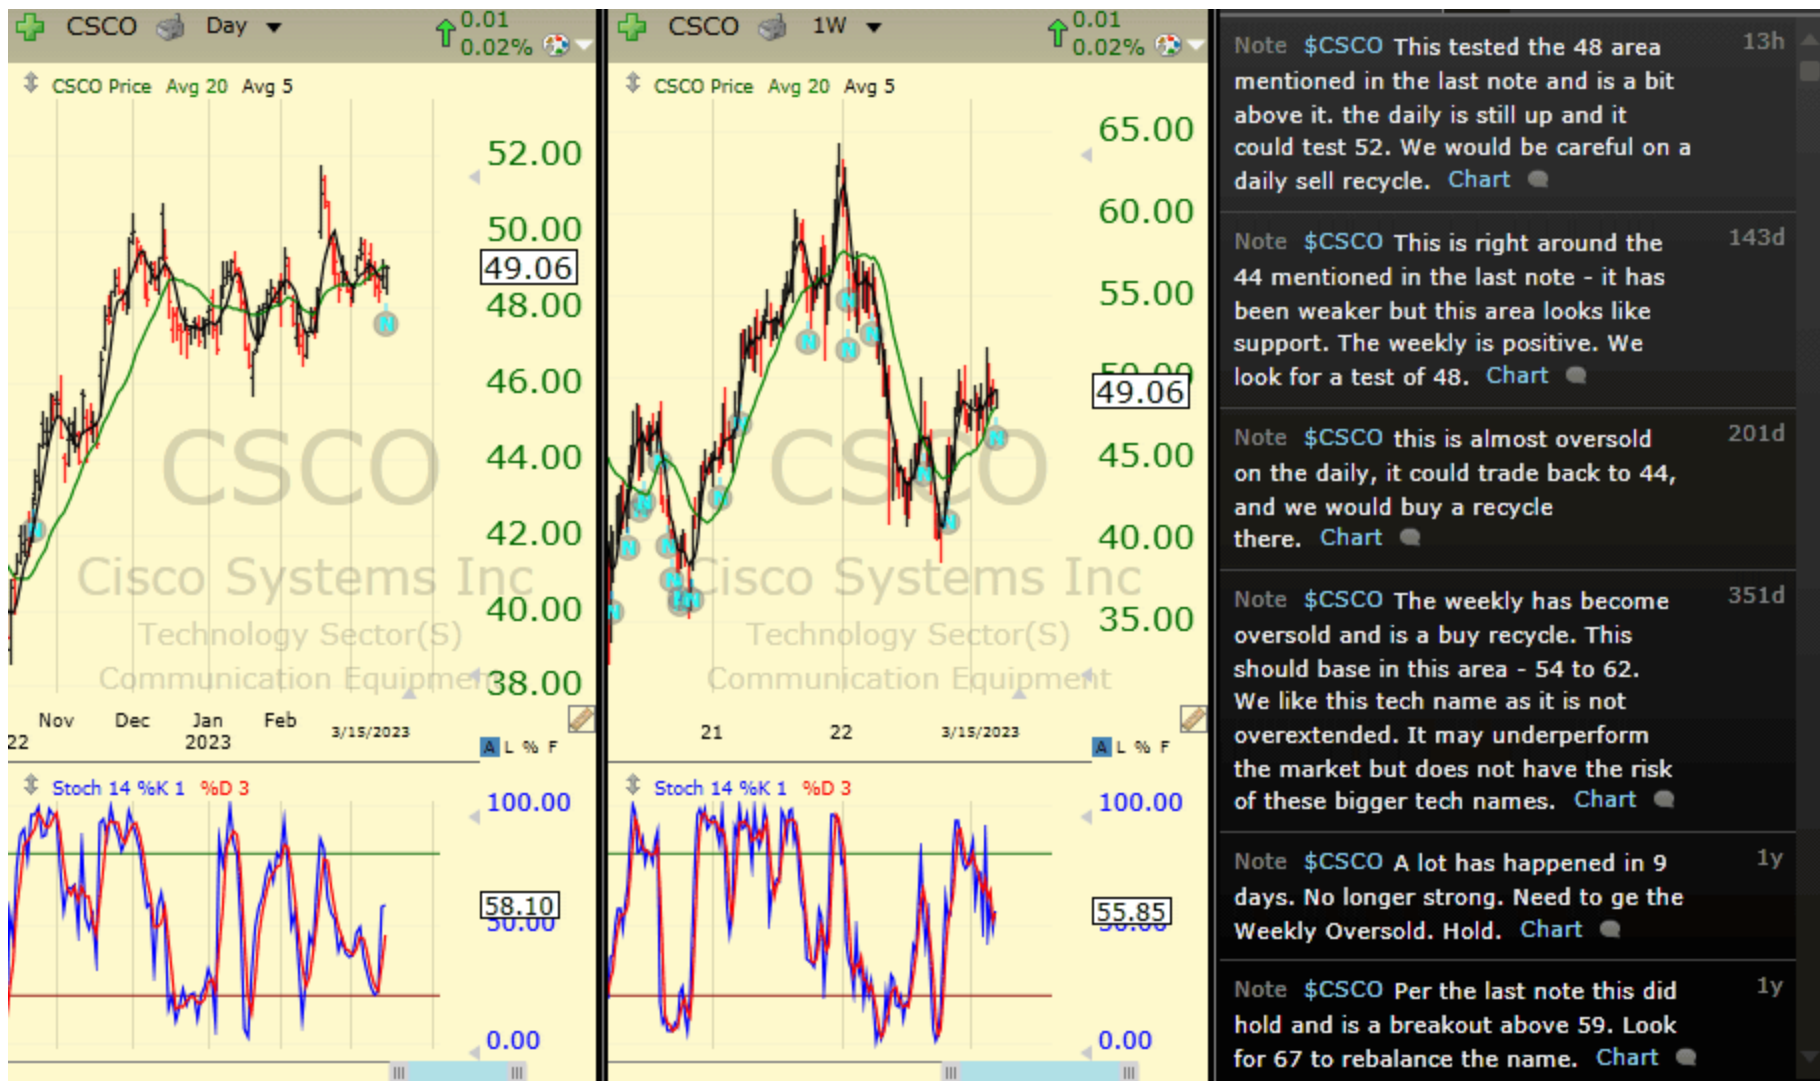 CSCO Day 0.01
0.02%
CSCO Price Avg 20 Avg 5
52.00
50.00
49.06
48.00
46.00
44.00
42.00
40.00
38.00
CSCO
Cisco Systems Inc
Technology Sector(S)
Communication Equipment
N
N
Nov Dec Jan Feb 3/15/2023
22 2023
A L % F
Stoch 14 %K 1 %D 3
100.00
58.10
50.00
0.00
CSCO 1W 0.01
0.02%
CSCO Price Avg 20 Avg 5
65.00
60.00
55.00
50.00
49.06
45.00
40.00
35.00
CSCO
Cisco Systems Inc
Technology Sector(S)
Communication Equipment
21 22 3/15/2023
A L % F
Stoch 14 %K 1 %D 3
100.00
55.85
50.00
0.00
Note $CSCO This tested the 48 area 13h
mentioned in the last note and is a bit
above it. the daily is still up and it
could test 52. We would be careful on a
daily sell recycle. Chart
Note $CSCO This is right around the 143d
44 mentioned in the last note - it has
been weaker but this area looks like
support. The weekly is positive. We
look for a test of 48. Chart
Note $CSCO this is almost oversold 201d
on the daily, it could trade back to 44,
and we would buy a recycle
there. Chart
Note $CSCO The weekly has become 351d
oversold and is a buy recycle. This
should base in this area - 54 to 62.
We like this tech name as it is not
overextended. It may underperform
the market but does not have the risk
of these bigger tech names. Chart
Note $CSCO A lot has happened in 9 1y
days. No longer strong. Need to ge the
Weekly Oversold. Hold. Chart
Note $CSCO Per the last note this did 1y
hold and is a breakout above 59. Look
for 67 to rebalance the name. Chart